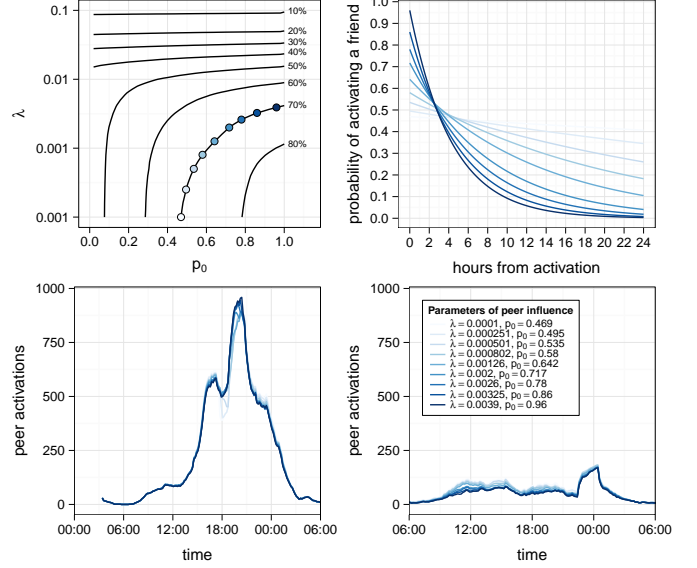 0.1
0.01
0.001
0.001
λ
10%
20%
30%
40%
50%
60%
70%
80%
0.0 0.2 0.4 0.6 0.8 1.0
p0
1.0
0.9
0.8
0.7
0.6
0.5
0.4
0.3
0.2
0.1
0.0
probability of activating a friend
0 2 4 6 8 10 12 14 16 18 20 22 24
hours from activation
1000
750
500
250
0
peer activations
00:00 06:00 12:00 18:00 00:00 06:00
time
1000
750
500
250
0
peer activations
Parameters of peer influence
λ = 0.0001, p0 = 0.469
λ = 0.000251, p0 = 0.495
λ = 0.000501, p0 = 0.535
λ = 0.000802, p0 = 0.58
λ = 0.00126, p0 = 0.642
λ = 0.002, p0 = 0.717
λ = 0.0026, p0 = 0.78
λ = 0.00325, p0 = 0.86
λ = 0.0039, p0 = 0.96
06:00 12:00 18:00 00:00 06:00
time